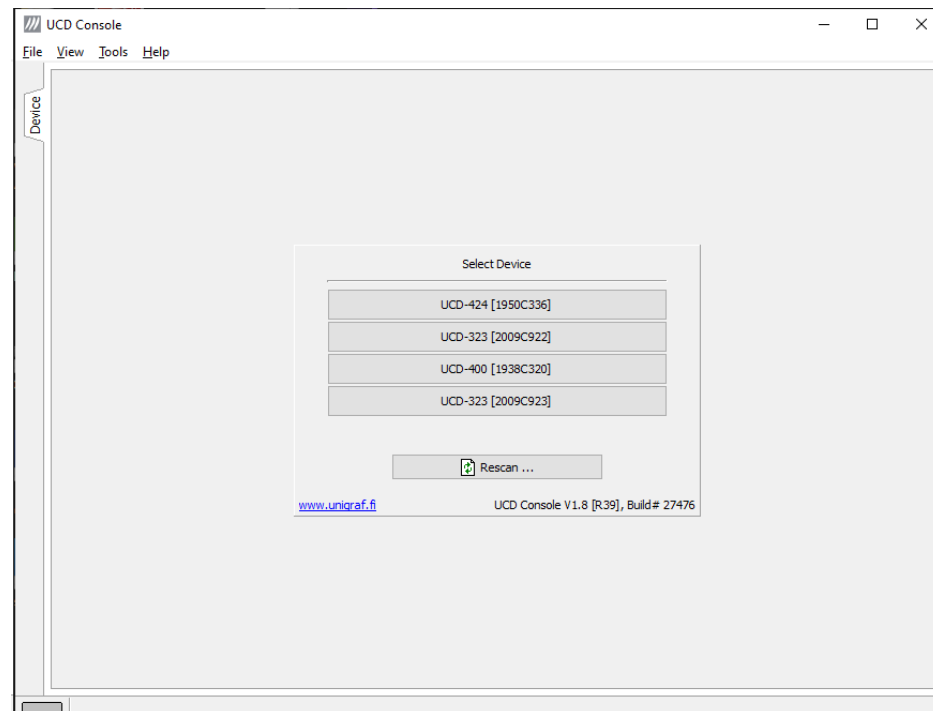 UCD Console
File View Tools Help
Device
Select Device
UCD-424 [1950C336]
UCD-323 [2009C922]
UCD-400 [1938C320]
UCD-323 [2009C923]
Rescan ...
www.unigraf.fi UCD Console V1.8 [R39], Build# 27476